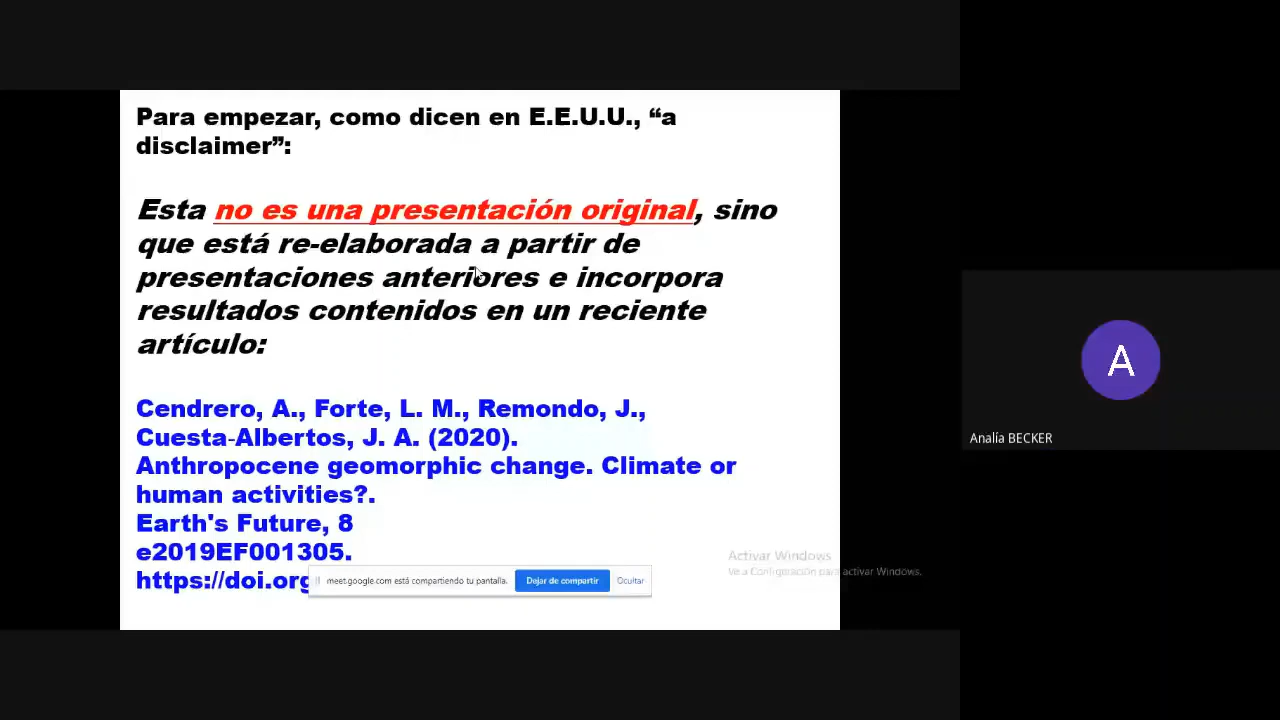 Para empezar, como dicen en E.E.U.U., “a
disclaimer”:
Esta no es una presentación original, sino
que está re-elaborada a partir de
presentaciones anteriores e incorpora
resultados contenidos en un reciente
artículo:
Cendrero, A., Forte, L. M., Remondo, J.,
Cuesta-Albertos, J. A. (2020).
Anthropocene geomorphic change. Climate or
human activities?.
Earth's Future, 8
e2019EF001305.
https://doi.org
meet.google.com está compartiendo tu pantalla.
Dejar de compartir
Ocultar
Activar Windows
Ve a Configuración para activar Windows.
A
Analía BECKER